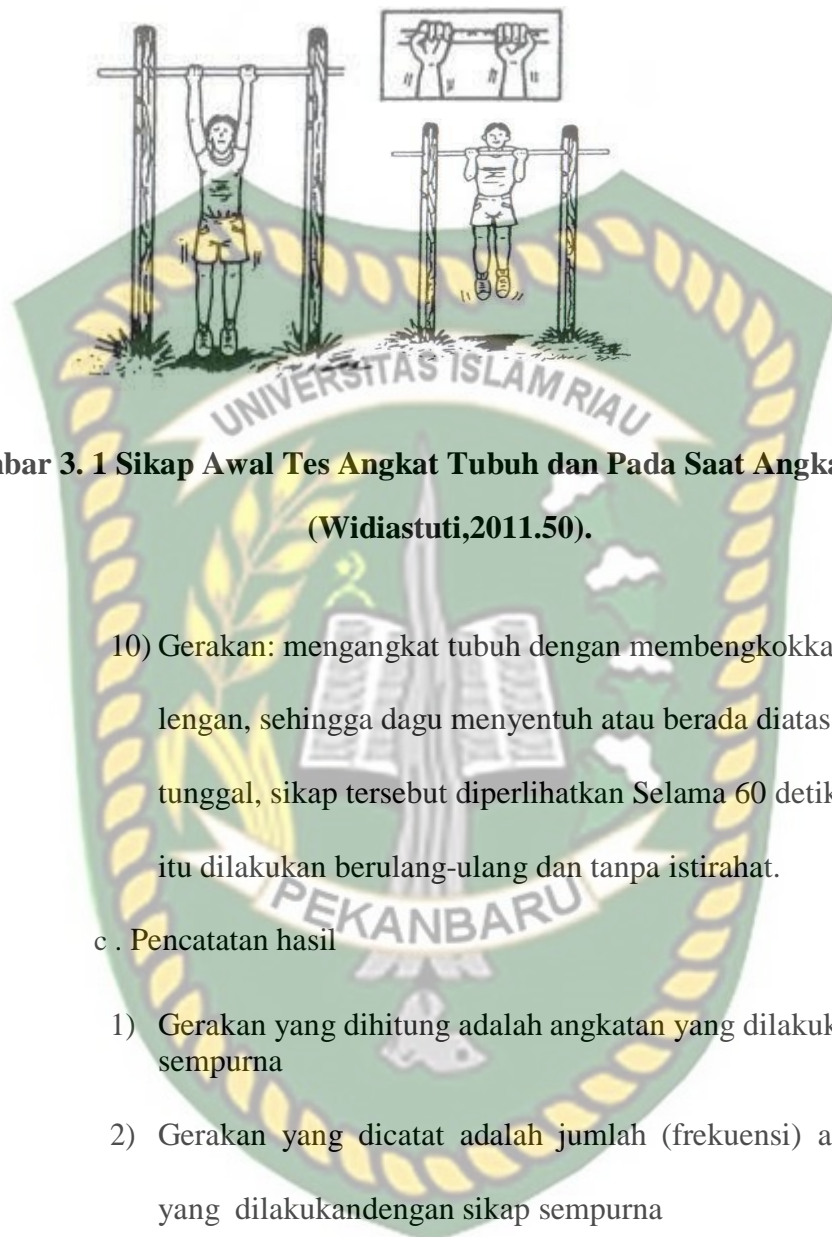 UNIVERSITAS ISLAM RIAU
mbar 3. 1 Sikap Awal Tes Angkat Tubuh dan Pada Saat Angka
(Widiastuti,2011.50).
10) Gerakan: mengangkat tubuh dengan membengkokka
lengan, sehingga dagu menyentuh atau berada diatas
tunggal, sikap tersebut diperlihatkan Selama 60 detik
itu dilakukan berulang-ulang dan tanpa istirahat.
PEKANBARU
c . Pencatatan hasil
1) Gerakan yang dihitung adalah angkatan yang dilakuk
sempurna
2) Gerakan yang dicatat adalah jumlah (frekuensi) a
yang dilakukandengan sikap sempurna